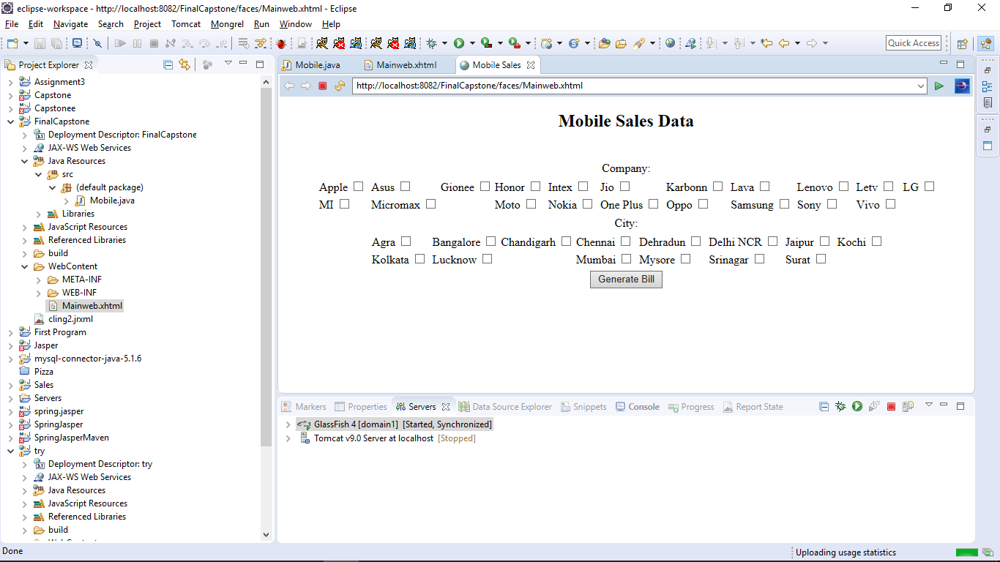 eclipse-workspace - http://localhost:8082/FinalCapstone/faces/Mainweb.xhtml - Eclipse
File Edit Navigate Search Project Tomcat Mongrel Run Window Help
Quick Access
Project Explorer
Assignment3
Capstone
Capstonee
FinalCapstone
Deployment Descriptor: FinalCapstone
JAX-WS Web Services
Java Resources
src
(default package)
Mobile.java
Libraries
JavaScript Resources
Referenced Libraries
build
WebContent
META-INF
WEB-INF
Mainweb.xhtml
cling2.jrxml
First Program
Jasper
mysql-connector-java-5.1.6
Pizza
Sales
Servers
spring.jasper
SpringJasper
SpringJasperMaven
try
Deployment Descriptor: try
JAX-WS Web Services
Java Resources
JavaScript Resources
Referenced Libraries
build
Mobile.java Mainweb.xhtml Mobile Sales
http://localhost:8082/FinalCapstone/faces/Mainweb.xhtml
Mobile Sales Data
Company:
Apple Asus Gionee Honor Intex Jio Karbonn Lava Lenovo Letv LG
MI Micromax Moto Nokia One Plus Oppo Samsung Sony Vivo
City:
Agra Bangalore Chandigarh Chennai Dehradun Delhi NCR Jaipur Kochi
Kolkata Lucknow Mumbai Mysore Srinagar Surat
Generate Bill
Markers Properties Servers Data Source Explorer Snippets Console Progress Report State
GlassFish 4 [domain1] [Started, Synchronized]
Tomcat v9.0 Server at localhost [Stopped]
Done
Uploading usage statistics